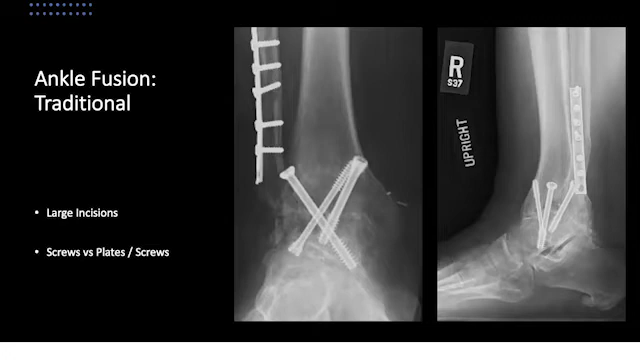 Ankle Fusion:
Traditional
• Large Incisions
• Screws vs Plates / Screws
R
S37
UPRIGHT